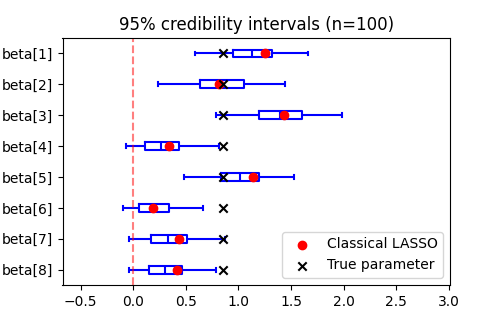 95% credibility intervals (n=100)
beta[1]
beta[2]
beta[3]
beta[4]
beta[5]
beta[6]
beta[7]
beta[8]
Classical LASSO
True parameter
−0.5 0.0 0.5 1.0 1.5 2.0 2.5 3.0